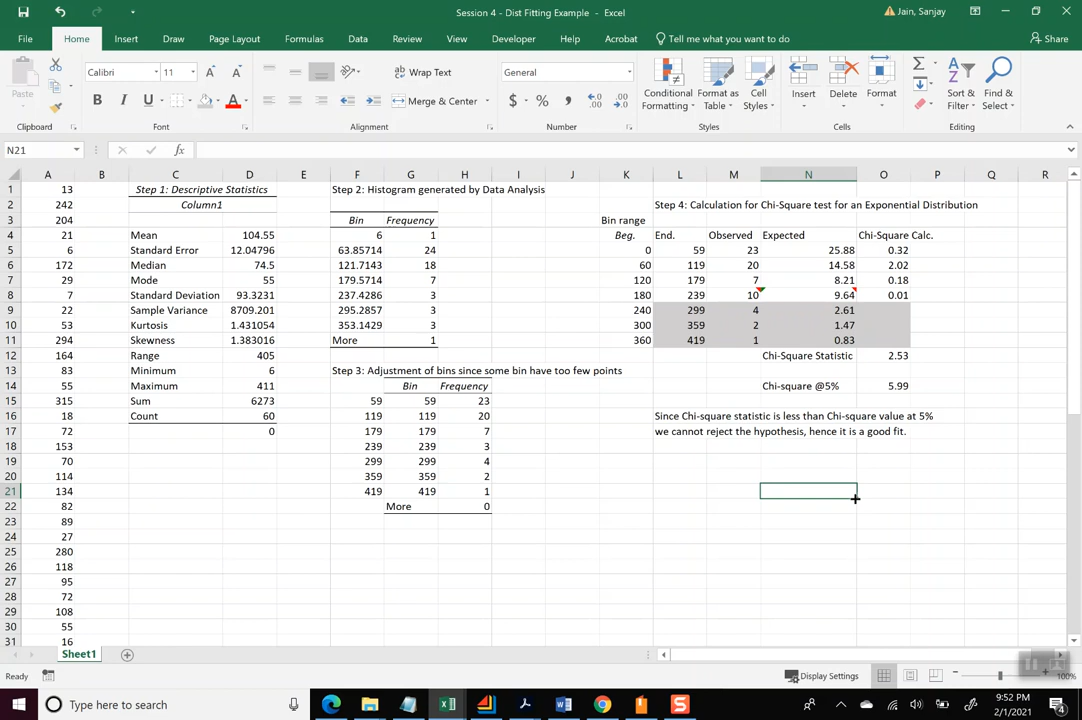 Session 4 - Dist Fitting Example - Excel
Jain, Sanjay
File Home Insert Draw Page Layout Formulas Data Review View Developer Help Acrobat Tell me what you want to do Share
Calibri 11 Wrap Text General
Paste B I U Merge & Center $ % Conditional Formatting Format as Table Cell Styles Insert Delete Format Sort & Filter Find & Select
Clipboard Font Alignment Number Styles Cells Editing
N21 fx
A B C D E F G H I J K L M N O P Q R
1 13 Step 1: Descriptive Statistics Step 2: Histogram generated by Data Analysis
2 242 Column1 Step 4: Calculation for Chi-Square test for an Exponential Distribution
3 204 Bin Frequency Bin range
4 21 Mean 104.55 6 1 Beg. End. Observed Expected Chi-Square Calc.
5 6 Standard Error 12.04796 63.85714 24 0 59 23 25.88 0.32
6 172 Median 74.5 121.7143 18 60 119 20 14.58 2.02
7 29 Mode 55 179.5714 7 120 179 7 8.21 0.18
8 7 Standard Deviation 93.3231 237.4286 3 180 239 10 9.64 0.01
9 22 Sample Variance 8709.201 295.2857 3 240 299 4 2.61
10 53 Kurtosis 1.431054 353.1429 3 300 359 2 1.47
11 294 Skewness 1.383016 More 1 360 419 1 0.83
12 164 Range 405 Chi-Square Statistic 2.53
13 83 Minimum 6 Step 3: Adjustment of bins since some bin have too few points
14 55 Maximum 411 Bin Frequency Chi-square @5% 5.99
15 315 Sum 6273 59 59 23
16 18 Count 60 119 119 20 Since Chi-square statistic is less than Chi-square value at 5%
17 72 0 179 179 7 we cannot reject the hypothesis, hence it is a good fit.
18 153 239 239 3
19 70 299 299 4
20 114 359 359 2
21 134 419 419 1
22 82 More 0
23 89
24 27
25 280
26 118
27 95
28 72
29 108
30 55
31 16
Sheet1
Ready Display Settings 100%
Type here to search 9:52 PM
2/1/2021 4